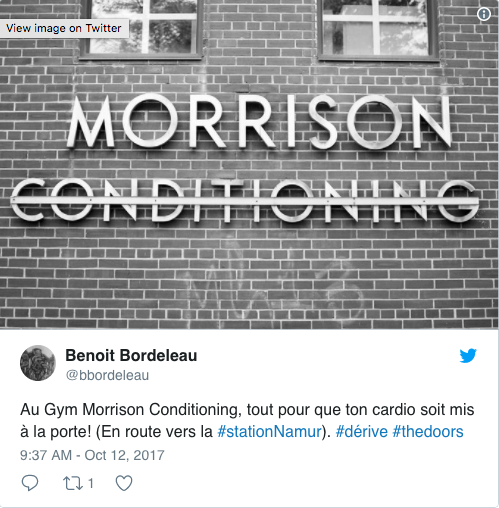 View image on Twitter
MORRISON
CONDITIONING
Benoit Bordeleau
@bbordeleau
Au Gym Morrison Conditioning, tout pour que ton cardio soit mis
à la porte! (En route vers la #stationNamur). #dérive #thedoors
9:37 AM - Oct 12, 2017
1